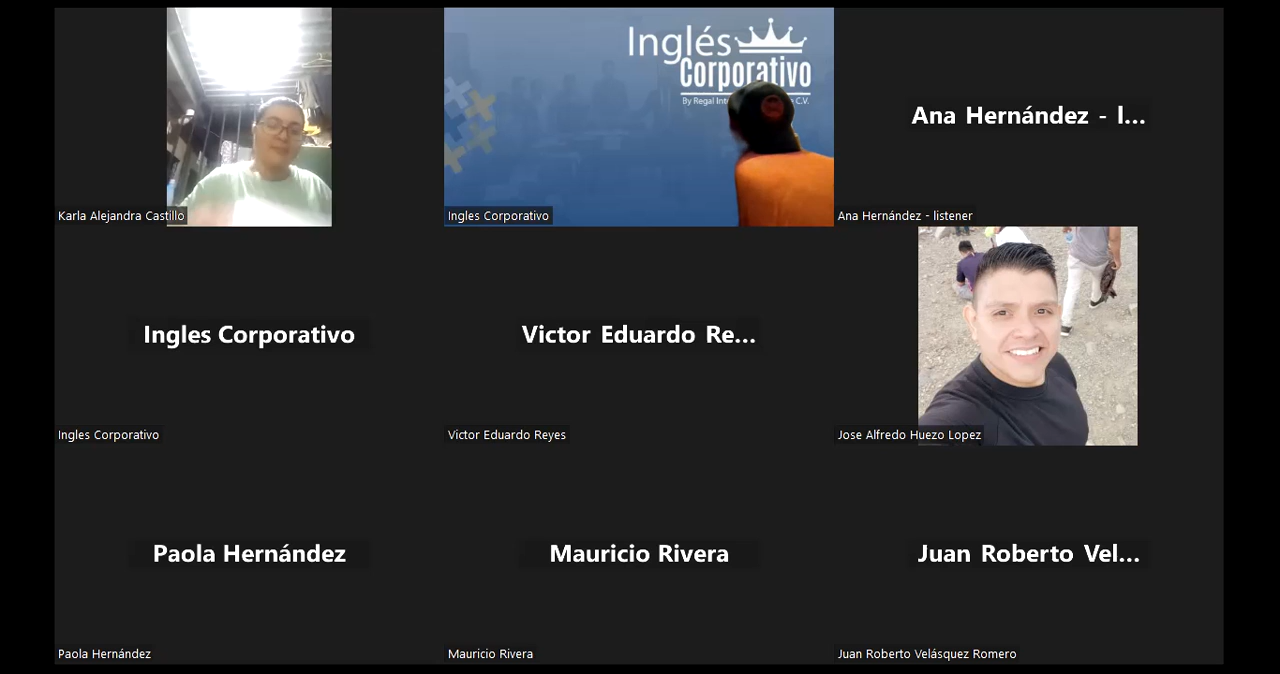 Inglés
Corporativo
By Regal Inte
C.V.
Karla Alejandra Castillo
Ingles Corporativo
Ana Hernández - l...
Ana Hernández - listener
Ingles Corporativo
Ingles Corporativo
Victor Eduardo Re...
Victor Eduardo Reyes
Jose Alfredo Huezo Lopez
Paola Hernández
Paola Hernández
Mauricio Rivera
Mauricio Rivera
Juan Roberto Vel...
Juan Roberto Velásquez Romero